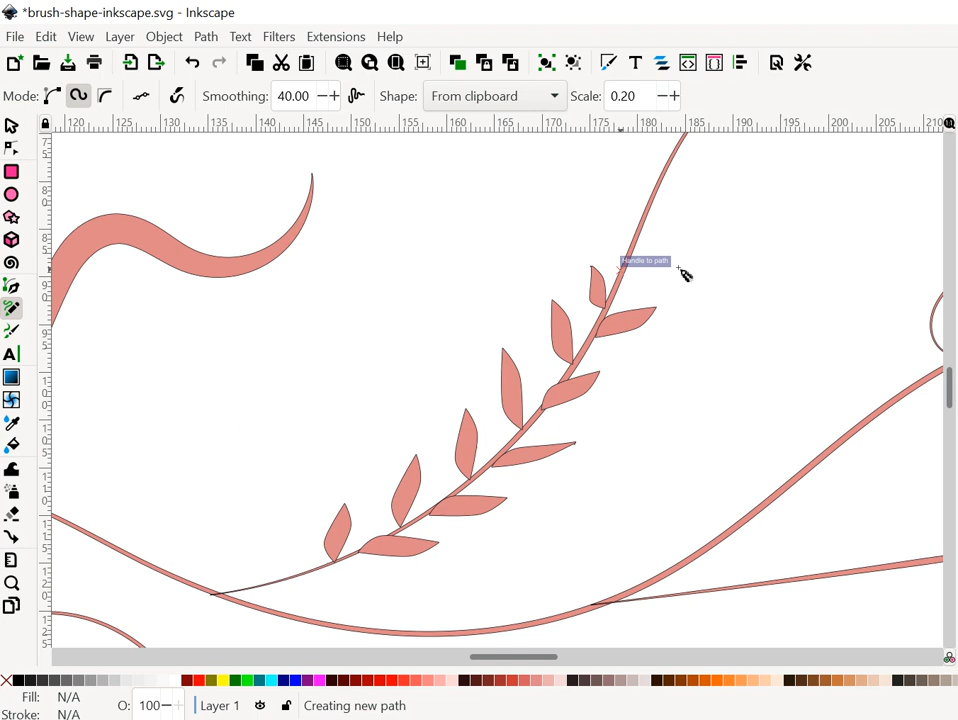 *brush-shape-inkscape.svg - Inkscape
File Edit View Layer Object Path Text Filters Extensions Help
Mode: Smoothing: 40.00 Shape: From clipboard Scale: 0.20
120 125 130 135 140 145 150 155 160 165 170 175 180 185 190 195 200 205 210
Handle to path
Fill: N/A
Stroke: N/A
O: 100 Layer 1 Creating new path